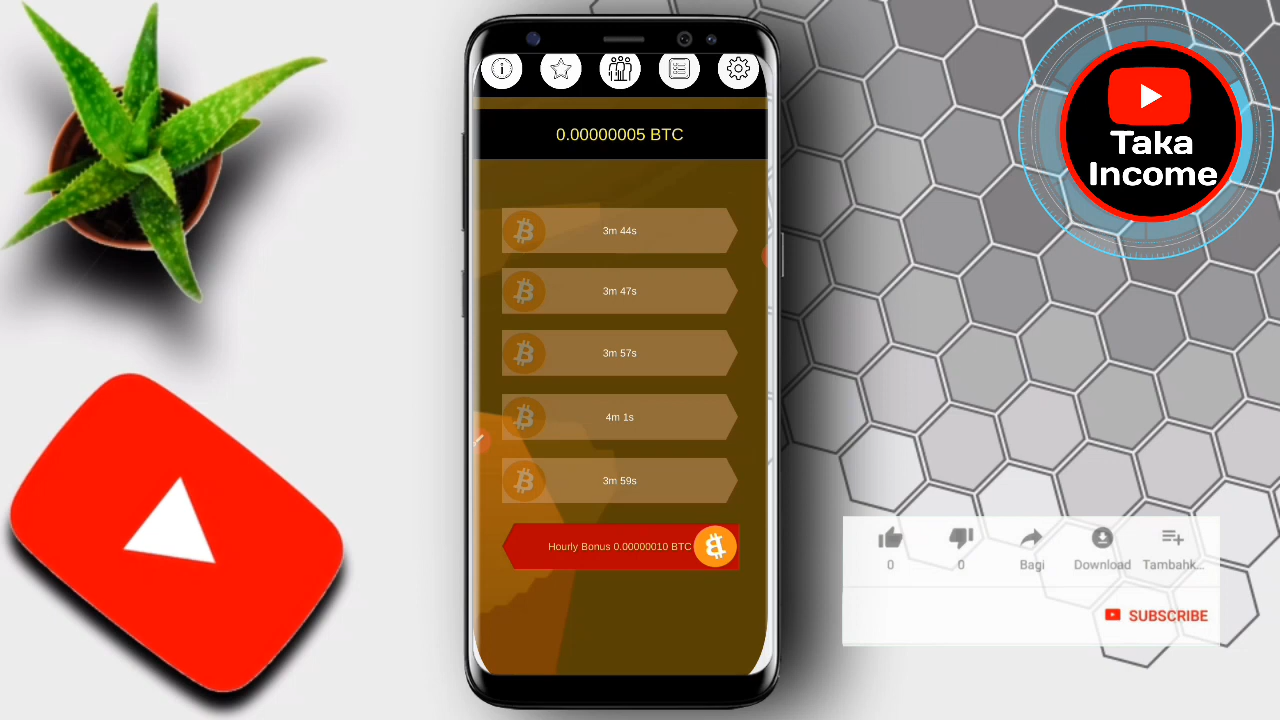 0.00000005 BTC
3m 44s
3m 47s
3m 57s
4m 1s
3m 59s
Hourly Bonus 0.00000010 BTC
Taka
Income
0
0
Bagi
Download
Tambahk...
SUBSCRIBE